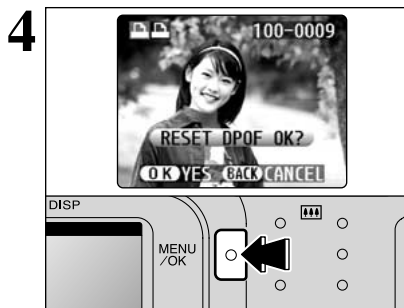 4
100-0009
RESET DPOF OK?
OK YES BACK CANCEL
DISP
MENU
/OK